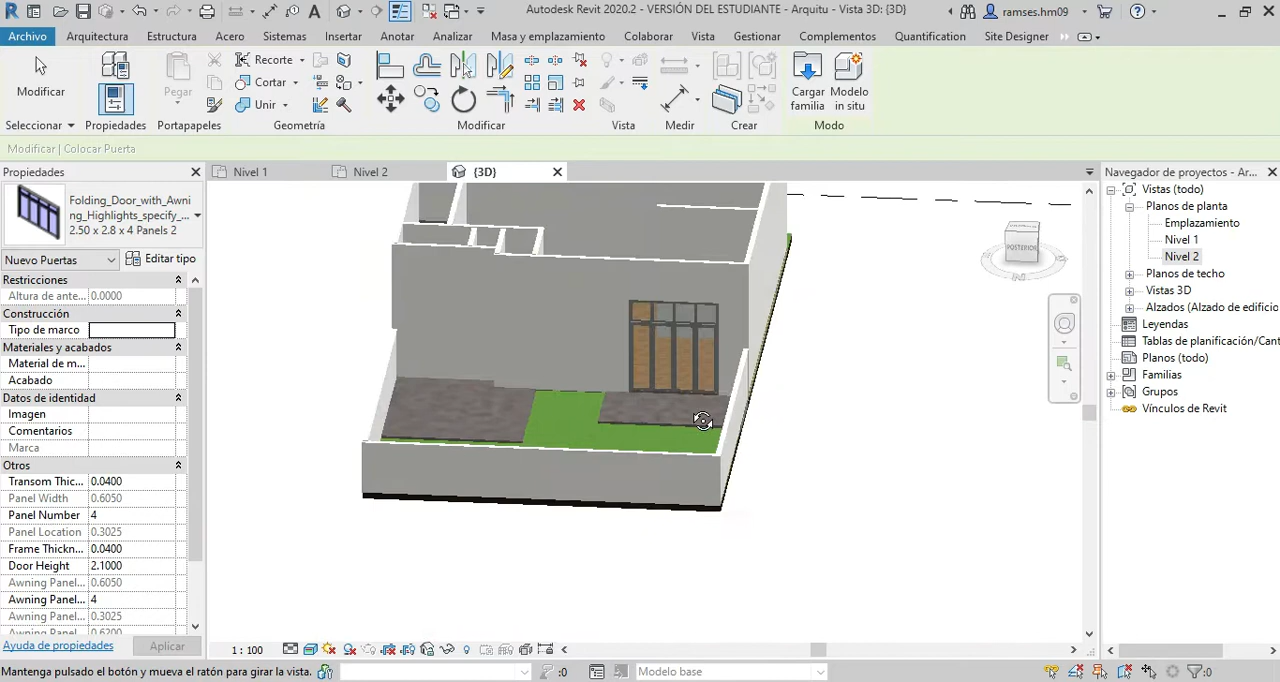 Autodesk Revit 2020.2 - VERSIÓN DEL ESTUDIANTE - Arquitu - Vista 3D: {3D}
ramses.hm09
Archivo Arquitectura Estructura Acero Sistemas Insertar Anotar Analizar Masa y emplazamiento Colaborar Vista Gestionar Complementos Quantification Site Designer
Modificar
Pegar
Recorte
Cortar
Unir
Cargar familia
Modelo in situ
Seleccionar Propiedades Portapapeles Geometría Modificar Vista Medir Crear Modo
Modificar | Colocar Puerta
Propiedades
Nivel 1
Nivel 2
{3D}
Navegador de proyectos - Ar...
Folding_Door_with_Awni
ng_Highlights_specify_...
2.50 x 2.8 x 4 Panels 2
Nuevo Puertas
Editar tipo
Restricciones
Altura de ante... 0.0000
Construcción
Tipo de marco
Materiales y acabados
Material de m...
Acabado
Datos de identidad
Imagen
Comentarios
Marca
Otros
Transom Thic... 0.0400
Panel Width 0.6050
Panel Number 4
Panel Location 0.3025
Frame Thickn... 0.0400
Door Height 2.1000
Awning Panel... 0.6050
Awning Panel... 4
Awning Panel... 0.3025
Awning Panel... 0.6200
Ayuda de propiedades
Aplicar
POSTERIOR
Vistas (todo)
Planos de planta
Emplazamiento
Nivel 1
Nivel 2
Planos de techo
Vistas 3D
Alzados (Alzado de edificio
Leyendas
Tablas de planificación/Cant
Planos (todo)
Familias
Grupos
Vínculos de Revit
1 : 100
Mantenga pulsado el botón y mueva el ratón para girar la vista.
:0
Modelo base
:0